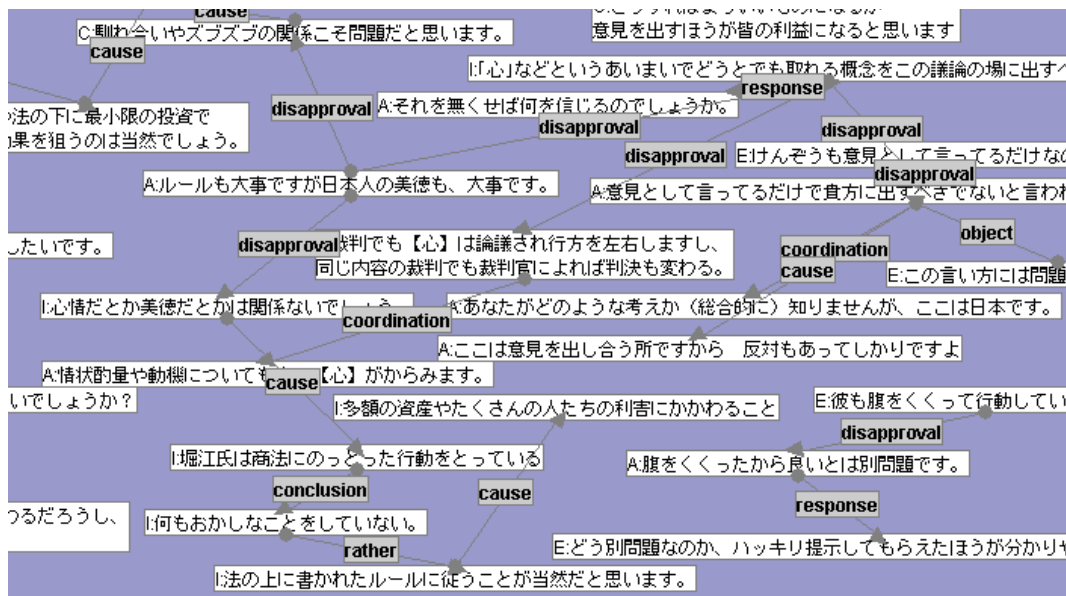 cause
C:馴れ合いやズブズブの関係こそ問題だと思います。
意見を出すほうが皆の利益になると思います
cause
I:「心」などというあいまいでどうとでも取れる概念をこの議論の場に出すべ
response
disapproval
A:それを無くせば何を信じるのでしょうか。
の法の下に最小限の投資で
効果を狙うのは当然でしょう。
disapproval
disapproval
disapproval
E:けんぞうも意見として言ってるだけなの
disapproval
A:ルールも大事ですが日本人の美徳も、大事です。
A:意見として言ってるだけで貴方に出すべきでないと言われ
したいです。
disapproval
裁判でも【心】は論議され行方を左右しますし、
同じ内容の裁判でも裁判官によれば判決も変わる。
coordination
cause
object
E:この言い方には問題
I:心情だとか美徳だとかは関係ないでしょう。
coordination
A:あなたがどのような考えか（総合的に）知りませんが、ここは日本です。
A:ここは意見を出し合う所ですから　反対もあってしかりですよ
A:情状酌量や動機についても
【心】がからみます。
cause
いでしょうか？
I:多額の資産やたくさんの人たちの利害にかかわること
E:彼も腹をくくって行動してい
disapproval
I:堀江氏は商法にのっとった行動をとっている
A:腹をくくったから良いとは別問題です。
conclusion
cause
response
つるだろうし、
I:何もおかしなことをしていない。
rather
E:どう別問題なのか、ハッキリ提示してもらえたほうが分かりや
I:法の上に書かれたルールに従うことが当然だと思います。